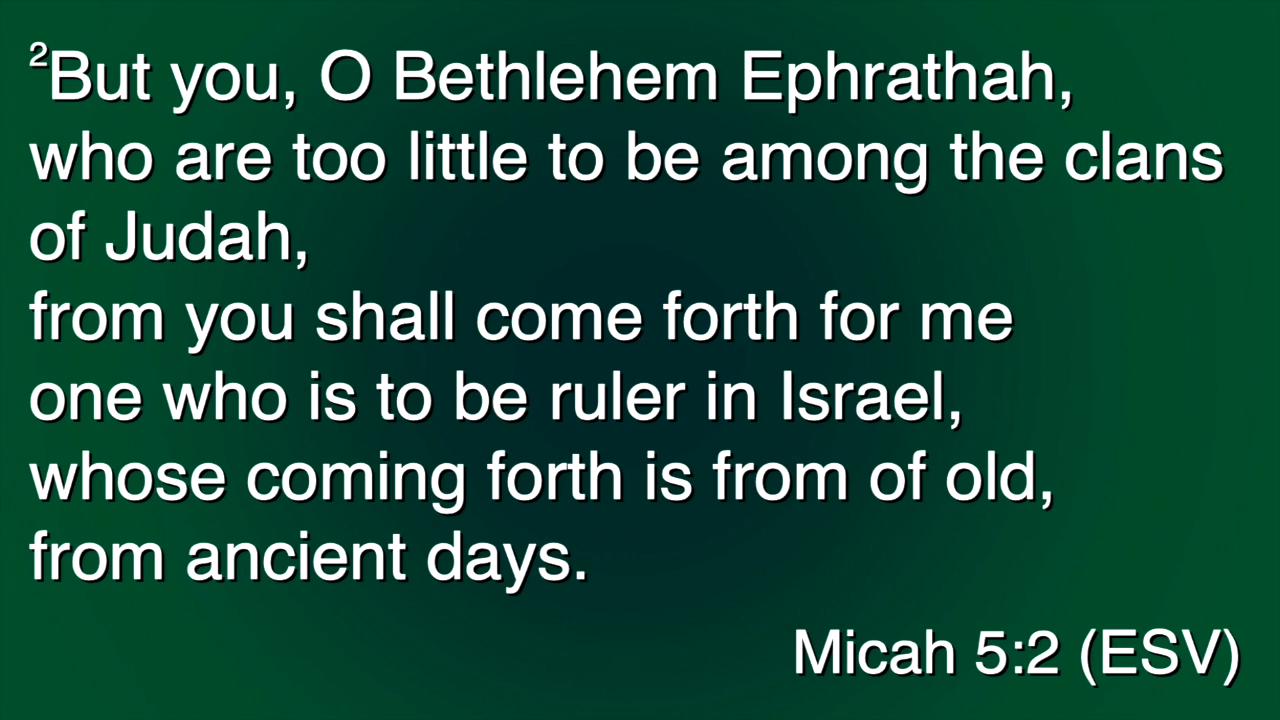 ²But you, O Bethlehem Ephrathah,
who are too little to be among the clans
of Judah,
from you shall come forth for me
one who is to be ruler in Israel,
whose coming forth is from of old,
from ancient days.
Micah 5:2 (ESV)